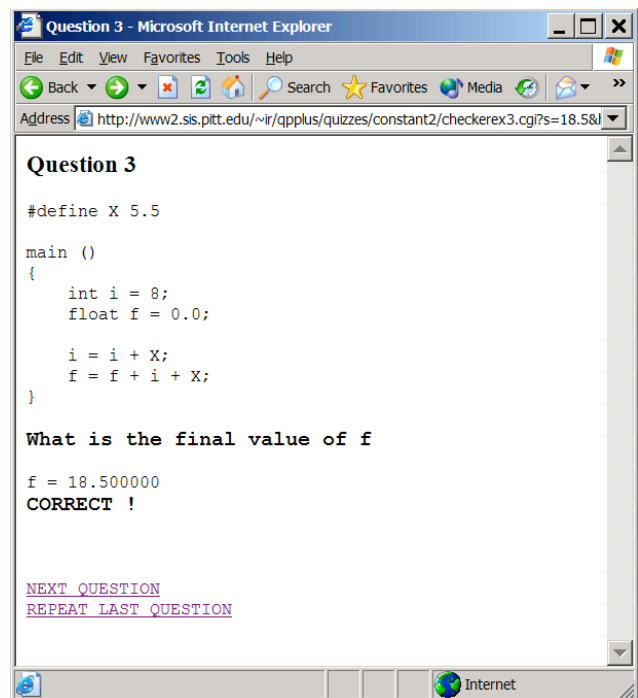 Question 3 - Microsoft Internet Explorer
File Edit View Favorites Tools Help
Back Search Favorites Media »
Address http://www2.sis.pitt.edu/~ir/qpplus/quizzes/constant2/checkerex3.cgi?s=18.5&
Question 3
#define X 5.5
main ()
{
int i = 8;
float f = 0.0;
i = i + X;
f = f + i + X;
}
What is the final value of f
f = 18.500000
CORRECT !
NEXT QUESTION
REPEAT LAST QUESTION
Internet